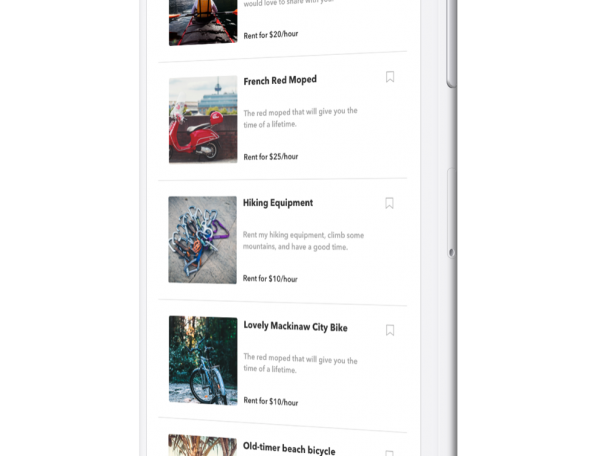 would love to share with you.
Rent for $20/hour
French Red Moped
The red moped that will give you the
time of a lifetime.
Rent for $25/hour
Hiking Equipment
Rent my hiking equipment, climb some
mountains, and have a good time.
Rent for $10/hour
Lovely Mackinaw City Bike
The red moped that will give you the
time of a lifetime.
Rent for $10/hour
Old-timer beach bicycle